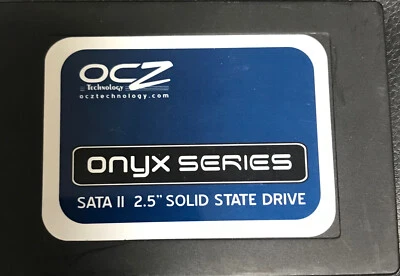 OCZ
Technology
ocztechnology.com
ONYX SERIES
SATA II 2.5" SOLID STATE DRIVE